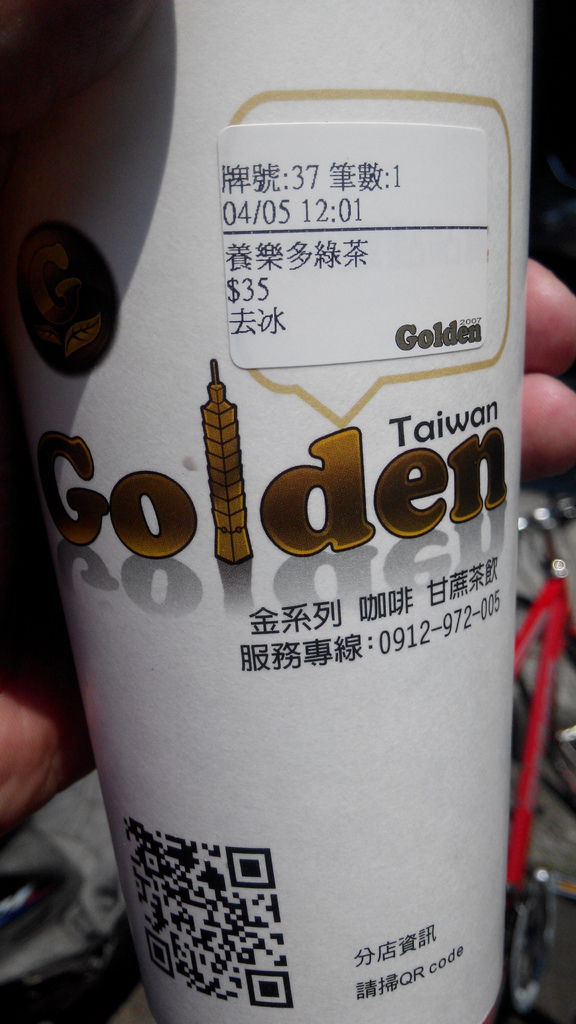 牌號:37 筆數:1
04/05 12:01
養樂多綠茶
$35
去冰
2007
Golden
G
Taiwan
Golden
金系列 咖啡 甘蔗茶飲
服務專線:0912-972-005
分店資訊
請掃QR code